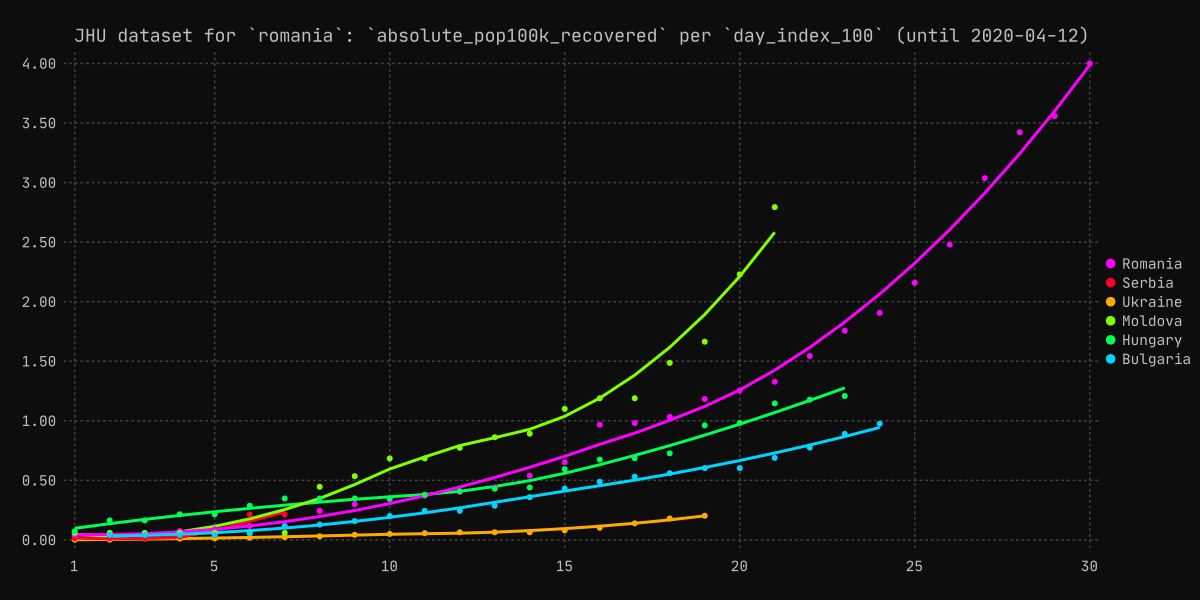 JHU dataset for `romania`: `absolute_pop100k_recovered` per `day_index_100` (until 2020-04-12)
4.00
3.50
3.00
2.50
2.00
1.50
1.00
0.50
0.00
1 5 10 15 20 25 30
Romania
Serbia
Ukraine
Moldova
Hungary
Bulgaria